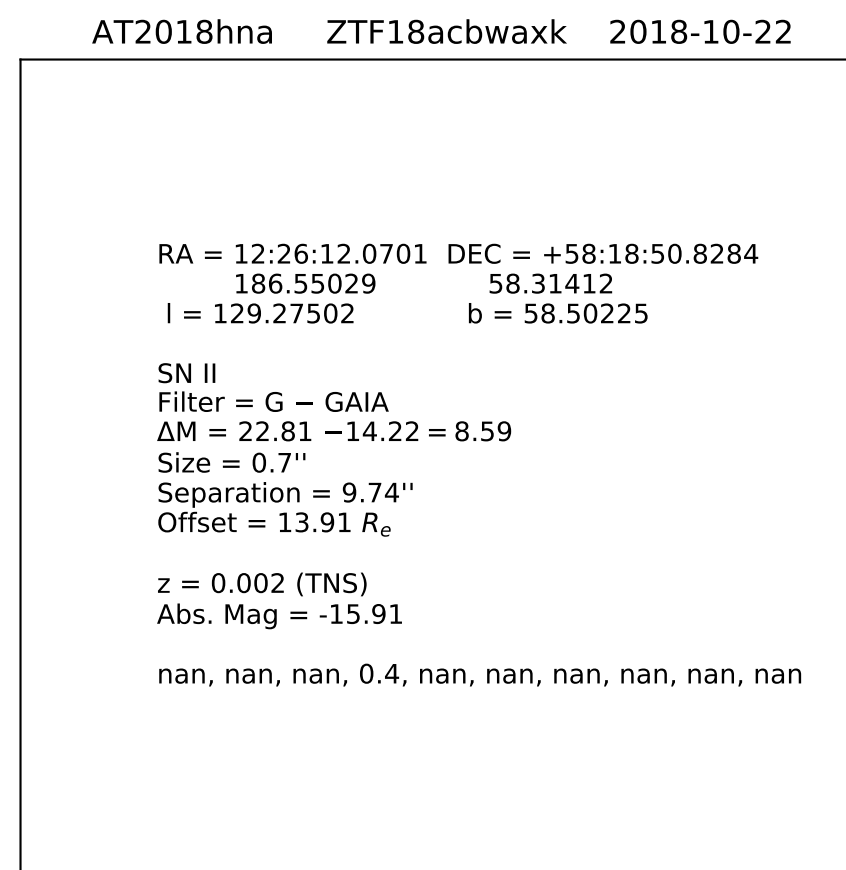 AT2018hna ZTF18acbwaxk 2018-10-22
RA = 12:26:12.0701 DEC = +58:18:50.8284
186.55029 58.31412
l = 129.27502 b = 58.50225
SN II
Filter = G − GAIA
ΔM = 22.81 −14.22 = 8.59
Size = 0.7''
Separation = 9.74''
Offset = 13.91 Rₑ
z = 0.002 (TNS)
Abs. Mag = -15.91
nan, nan, nan, 0.4, nan, nan, nan, nan, nan, nan